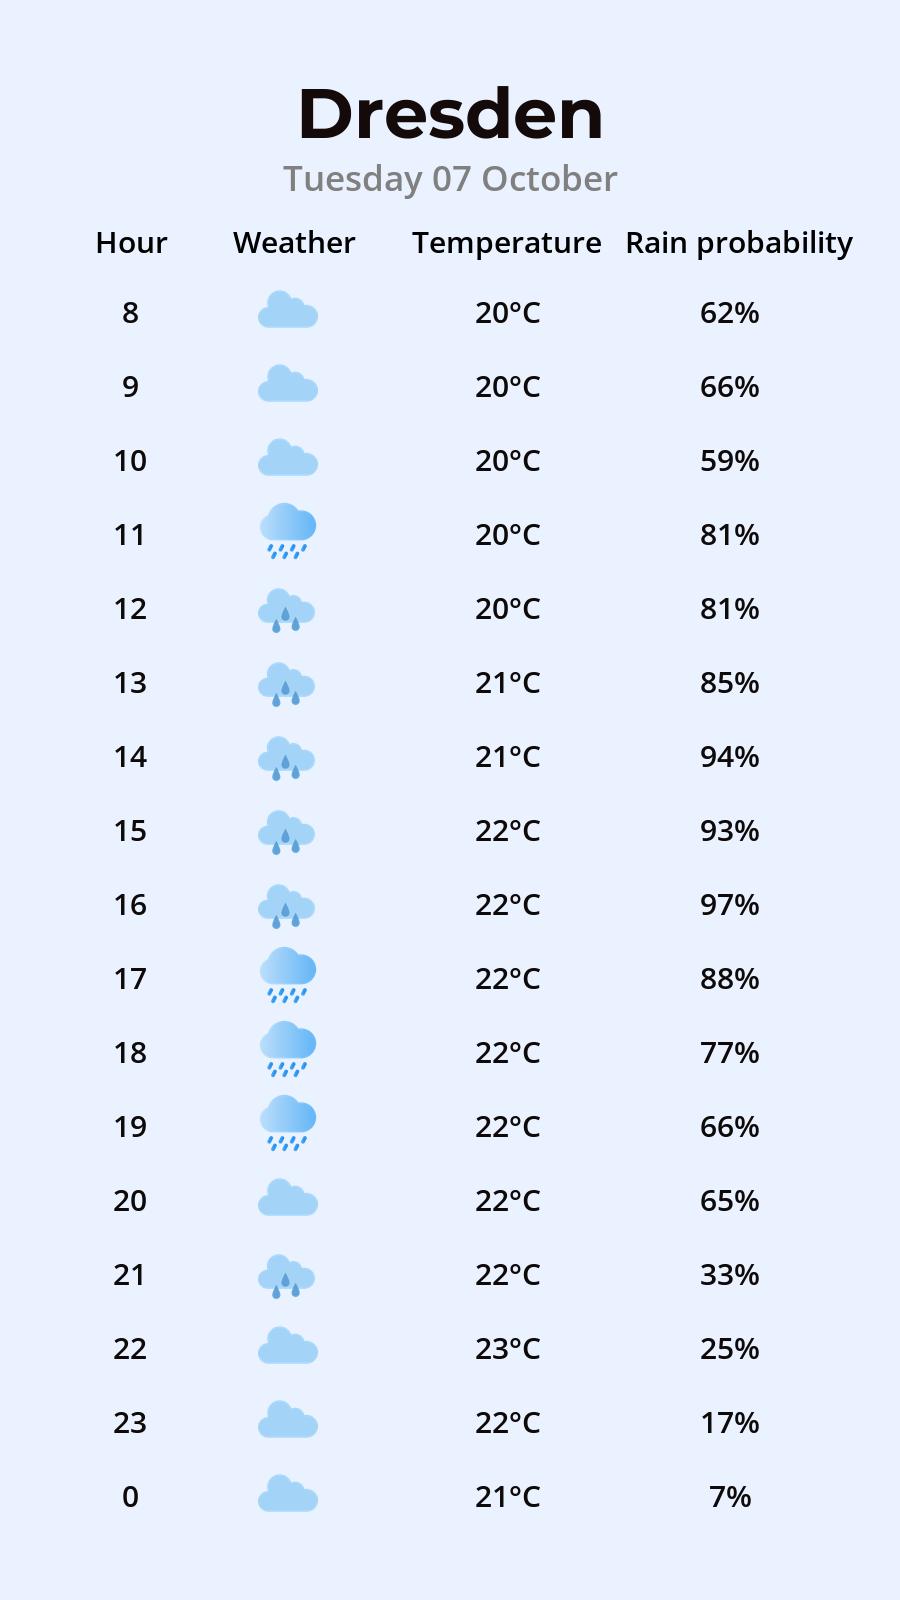 Dresden
Tuesday 07 October
Hour Weather Temperature Rain probability
8 20°C 62%
9 20°C 66%
10 20°C 59%
11 20°C 81%
12 20°C 81%
13 21°C 85%
14 21°C 94%
15 22°C 93%
16 22°C 97%
17 22°C 88%
18 22°C 77%
19 22°C 66%
20 22°C 65%
21 22°C 33%
22 23°C 25%
23 22°C 17%
0 21°C 7%